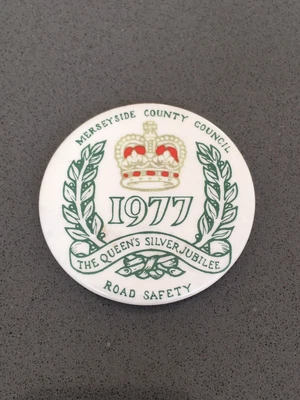 MERSEYSIDE COUNTY COUNCIL
1977
THE QUEEN'S SILVER JUBILEE
ROAD SAFETY